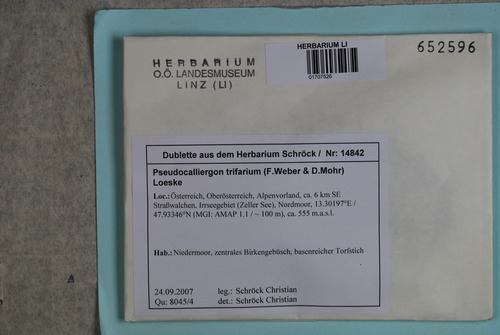 HERBARIUM
O.Ö. LANDESMUSEUM
LINZ (LI)
HERBARIUM LI
01707526
652596
Dublette aus dem Herbarium Schröck / Nr: 14842
Pseudocalliergon trifarium (F.Weber & D.Mohr)
Loeske
Loc.:Österreich, Oberösterreich, Alpenvorland, ca. 6 km SE
Straßwalchen, Irrseegebiet (Zeller See), Nordmoor, 13.30197°E /
47.93346°N (MGI: AMAP 1.1 / ~ 100 m), ca. 555 m.a.s.l.
Hab.: Niedermoor, zentrales Birkengebüsch, basenreicher Torfstich
24.09.2007 leg.: Schröck Christian
Qu: 8045/4 det.: Schröck Christian